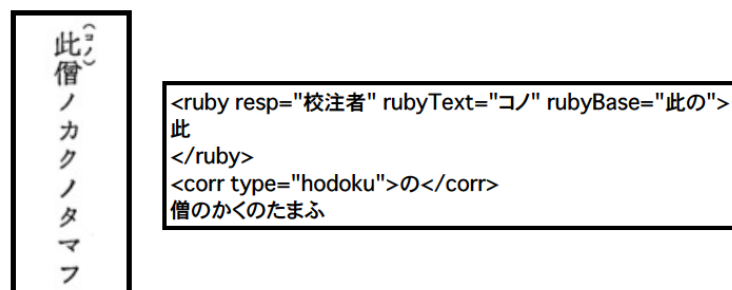 此僧ノカクノタマフ
（コノ）
<ruby resp="校注者" rubyText="コノ" rubyBase="此の">
此
</ruby>
<corr type="hodoku">の</corr>
僧のかくのたまふ